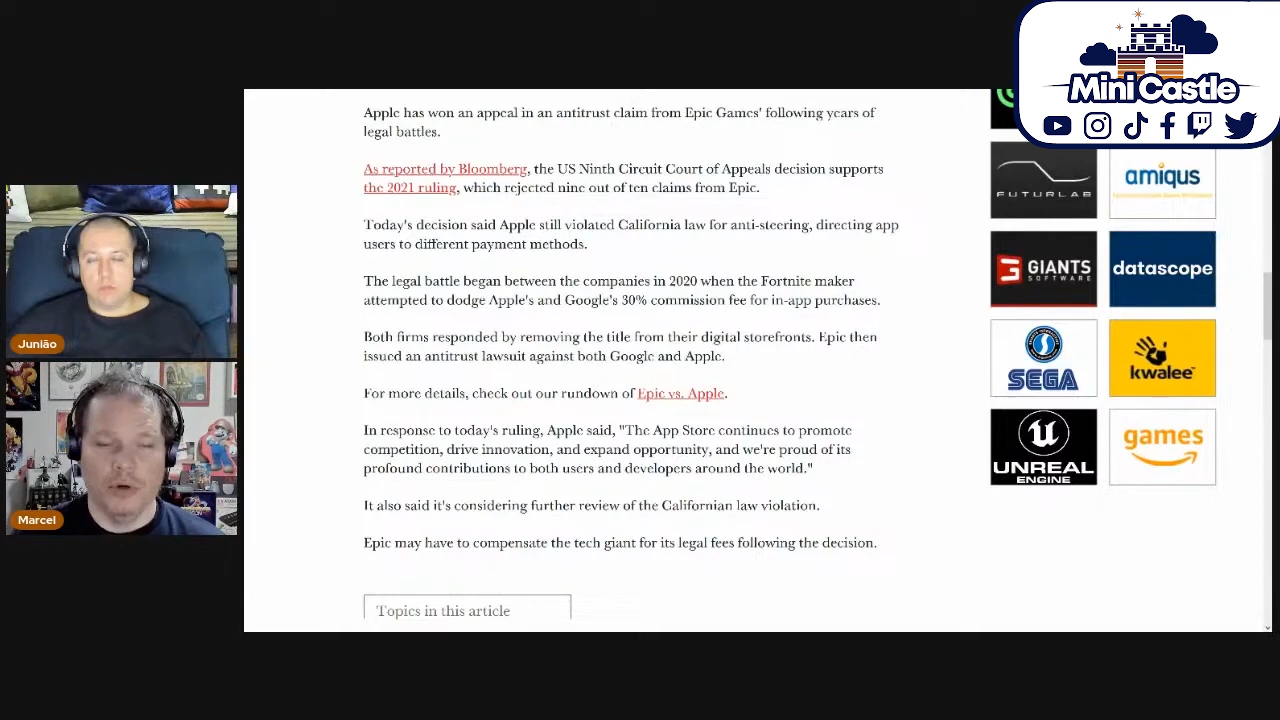 Mini Castle
Apple has won an appeal in an antitrust claim from Epic Games' following years of
legal battles.
As reported by Bloomberg, the US Ninth Circuit Court of Appeals decision supports
the 2021 ruling, which rejected nine out of ten claims from Epic.
Today's decision said Apple still violated California law for anti-steering, directing app
users to different payment methods.
The legal battle began between the companies in 2020 when the Fortnite maker
attempted to dodge Apple's and Google's 30% commission fee for in-app purchases.
Both firms responded by removing the title from their digital storefronts. Epic then
issued an antitrust lawsuit against both Google and Apple.
For more details, check out our rundown of Epic vs. Apple.
In response to today's ruling, Apple said, "The App Store continues to promote
competition, drive innovation, and expand opportunity, and we're proud of its
profound contributions to both users and developers around the world."
It also said it's considering further review of the Californian law violation.
Epic may have to compensate the tech giant for its legal fees following the decision.
Topics in this article
FUTURLAB
amiqus
GIANTS
SOFTWARE
datascope
SEGA
kwalee
UNREAL
ENGINE
games
Junião
Marcel